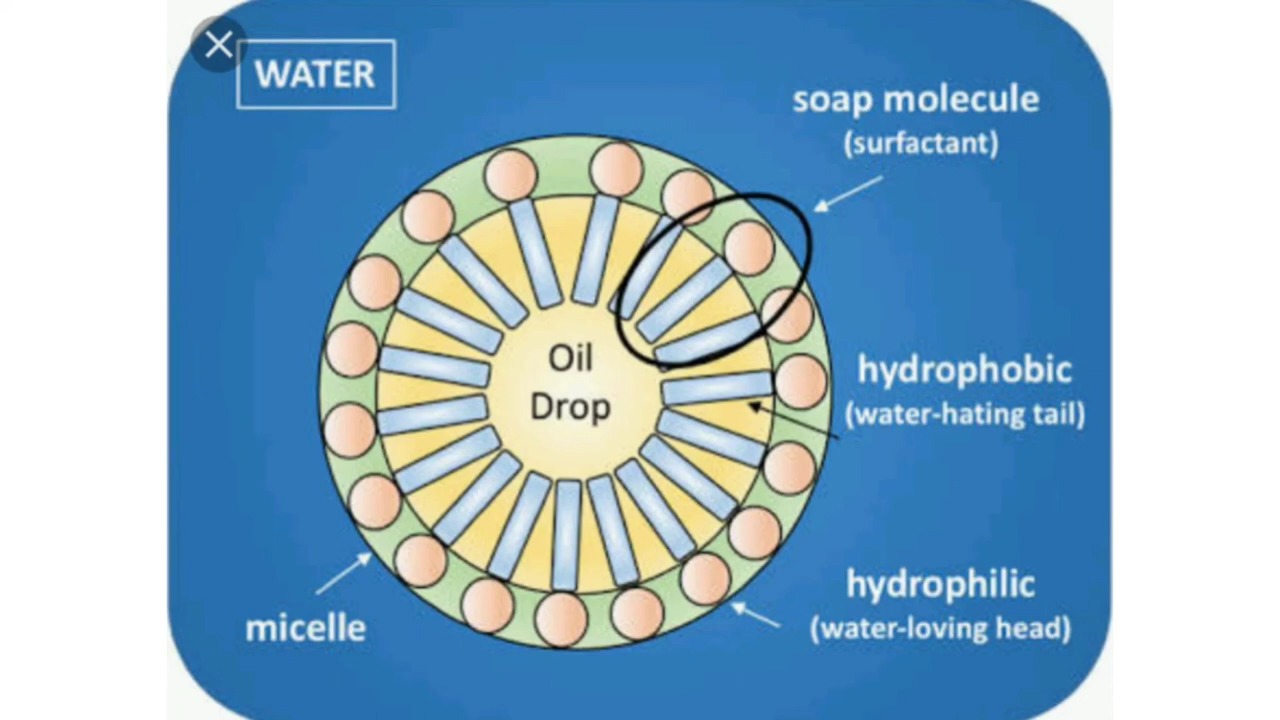 WATER
soap molecule
(surfactant)
Oil
Drop
hydrophobic
(water-hating tail)
hydrophilic
(water-loving head)
micelle